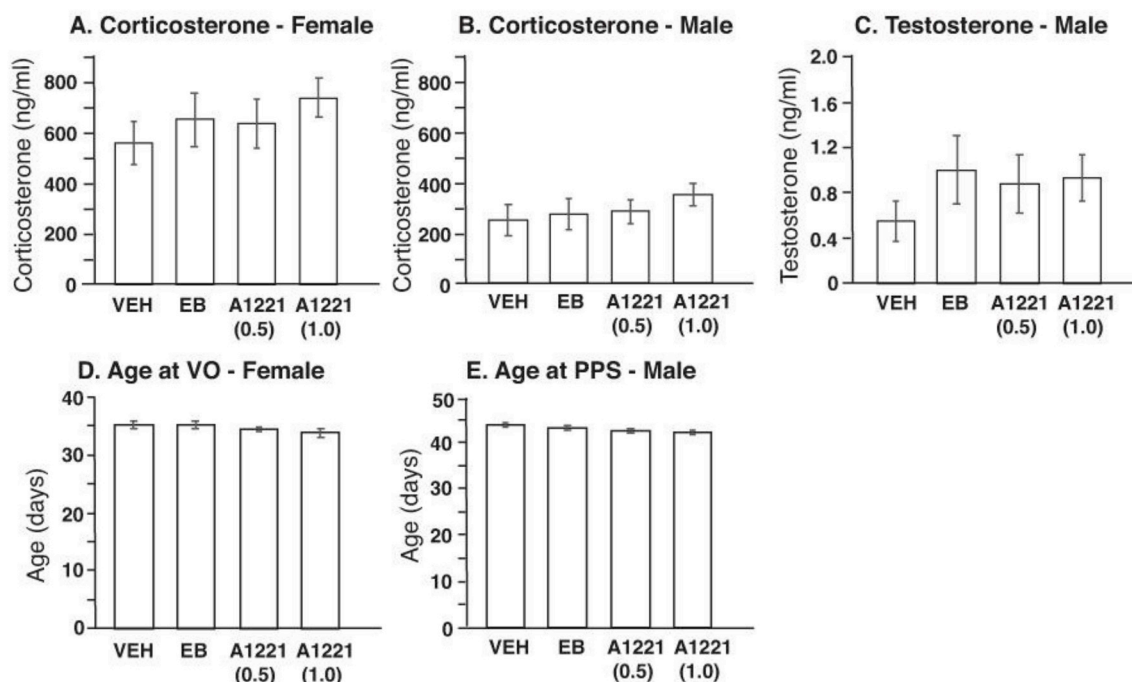 A. Corticosterone - Female
Corticosterone (ng/ml)
800
600
400
200
0
VEH EB A1221 A1221
(0.5) (1.0)
B. Corticosterone - Male
Corticosterone (ng/ml)
800
600
400
200
0
VEH EB A1221 A1221
(0.5) (1.0)
C. Testosterone - Male
Testosterone (ng/ml)
2.0
1.6
1.2
0.8
0.4
0
VEH EB A1221 A1221
(0.5) (1.0)
D. Age at VO - Female
Age (days)
40
35
20
35
10
0
VEH EB A1221 A1221
(0.5) (1.0)
E. Age at PPS - Male
Age (days)
50
40
30
20
10
0
VEH EB A1221 A1221
(0.5) (1.0)